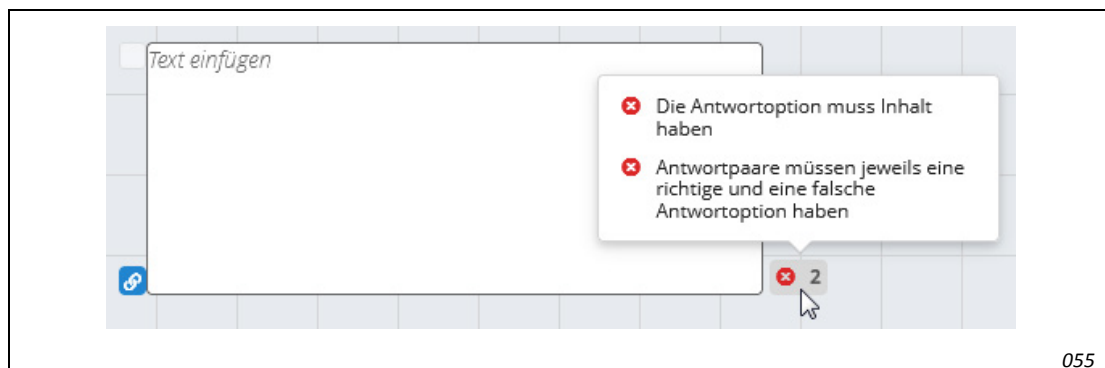 Text einfügen
Die Antwortoption muss Inhalt
haben
Antwortpaare müssen jeweils eine
richtige und eine falsche
Antwortoption haben
2
055